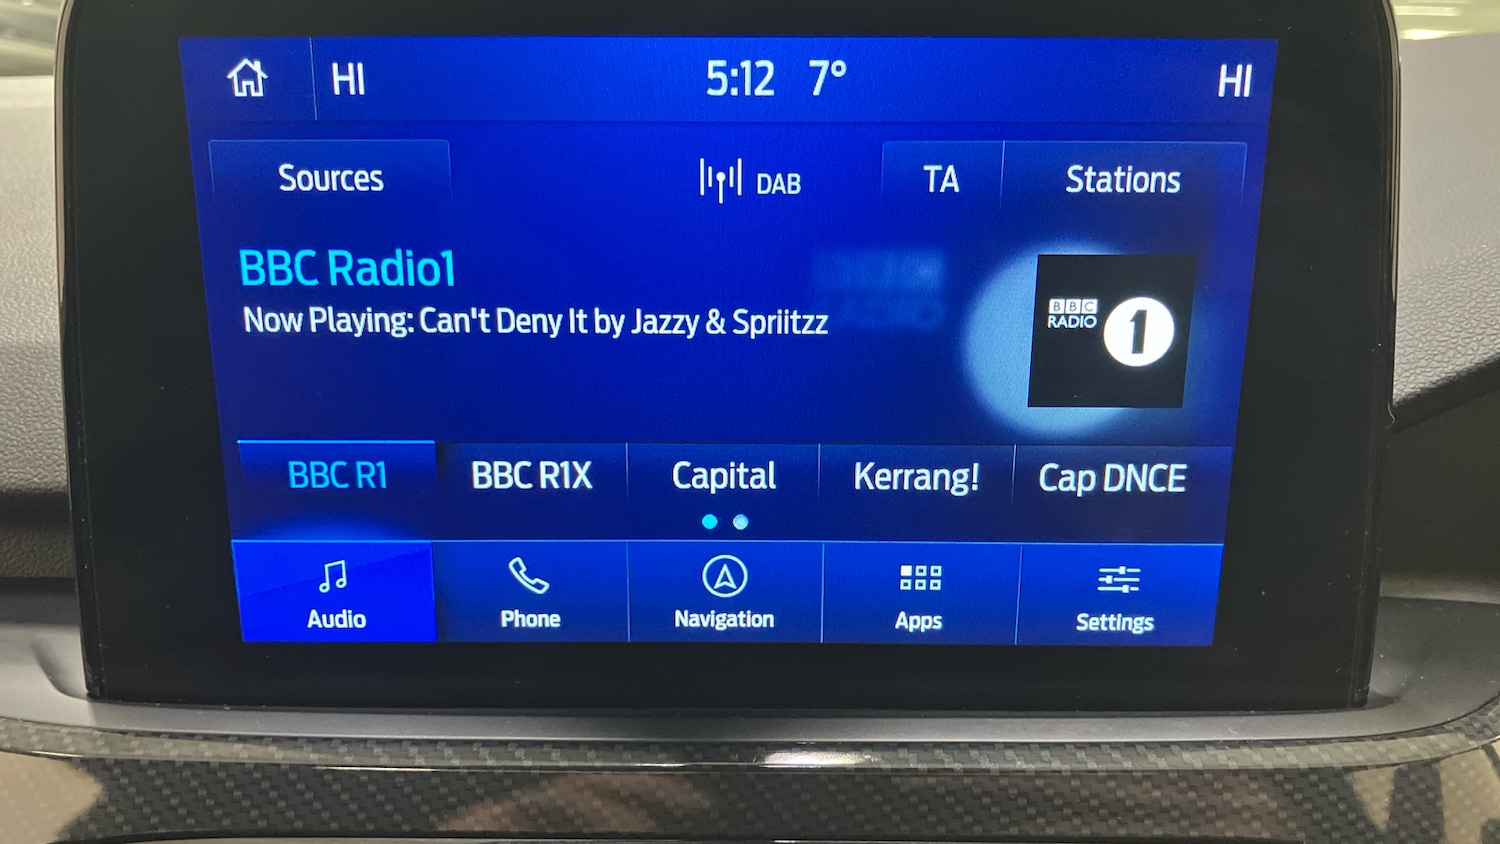 HI 5:12 7° HI
Sources DAB TA Stations
BBC Radio1
Now Playing: Can't Deny It by Jazzy & Spriitzz
BBC
RADIO 1
BBC R1 BBC R1X Capital Kerrang! Cap DNCE
Audio Phone Navigation Apps Settings